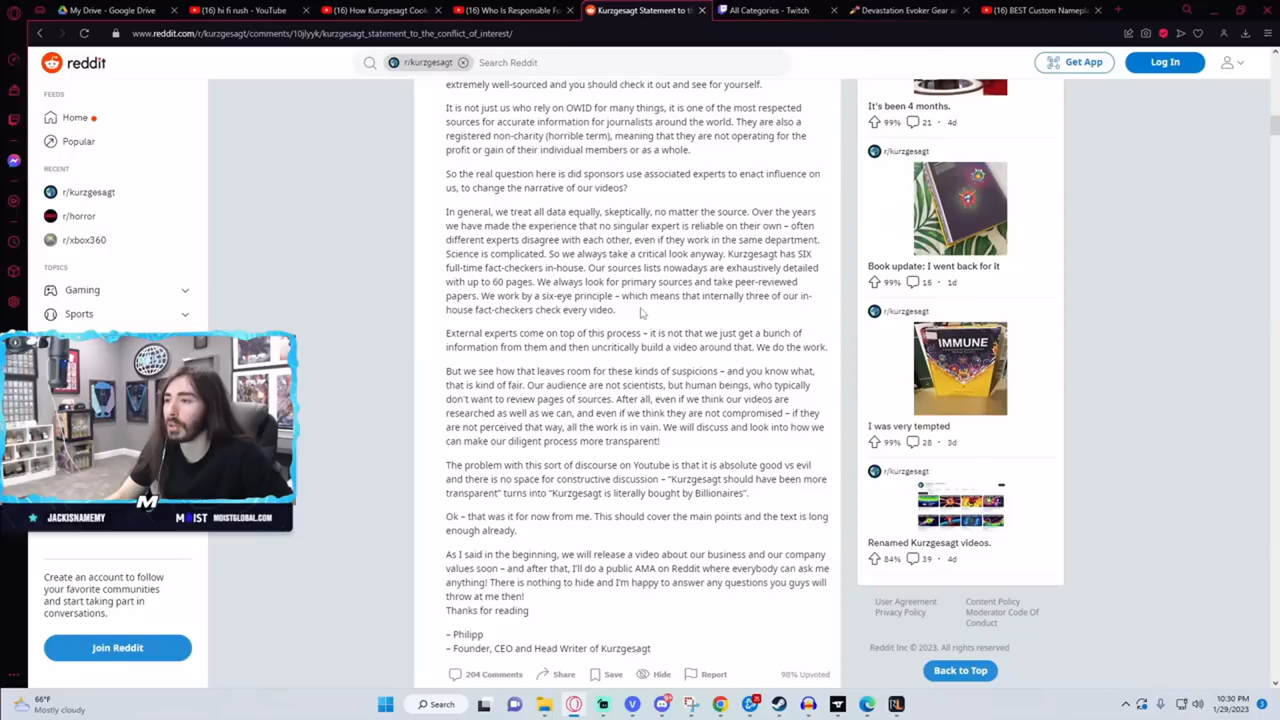 My Drive - Google Drive
(16) hi fi rush - YouTube
(16) How Kurzgesagt Cook
(16) Who Is Responsible Fo
Kurzgesagt Statement to th
All Categories - Twitch
Devastation Evoker Gear an
(16) BEST Custom Namepla
www.reddit.com/r/kurzgesagt/comments/10jlyyk/kurzgesagt_statement_to_the_conflict_of_interest/
reddit
r/kurzgesagt
Search Reddit
Get App
Log In
FEEDS
Home
Popular
RECENT
r/kurzgesagt
r/horror
r/xbox360
TOPICS
Gaming
Sports
JACKISNAMEMY
MOIST
MOISTGLOBAL.COM
Create an account to follow
your favorite communities
and start taking part in
conversations.
Join Reddit
extremely well-sourced and you should check it out and see for yourself.
It is not just us who rely on OWID for many things, it is one of the most respected
sources for accurate information for journalists around the world. They are also a
registered non-charity (horrible term), meaning that they are not operating for the
profit or gain of their individual members or as a whole.
So the real question here is did sponsors use associated experts to enact influence on
us, to change the narrative of our videos?
In general, we treat all data equally, skeptically, no matter the source. Over the years
we have made the experience that no singular expert is reliable on their own – often
different experts disagree with each other, even if they work in the same department.
Science is complicated. So we always take a critical look anyway. Kurzgesagt has SIX
full-time fact-checkers in-house. Our sources lists nowadays are exhaustively detailed
with up to 60 pages. We always look for primary sources and take peer-reviewed
papers. We work by a six-eye principle – which means that internally three of our in-
house fact-checkers check every video.
External experts come on top of this process – it is not that we just get a bunch of
information from them and then uncritically build a video around that. We do the work.
But we see how that leaves room for these kinds of suspicions – and you know what,
that is kind of fair. Our audience are not scientists, but human beings, who typically
don't want to review pages of sources. After all, even if we think our videos are
researched as well as we can, and even if we think they are not compromised – if they
are not perceived that way, all the work is in vain. We will discuss and look into how we
can make our diligent process more transparent!
The problem with this sort of discourse on Youtube is that it is absolute good vs evil
and there is no space for constructive discussion – “Kurzgesagt should have been more
transparent” turns into “Kurzgesagt is literally bought by Billionaires”.
Ok – that was it for now from me. This should cover the main points and the text is long
enough already.
As I said in the beginning, we will release a video about our business and our company
values soon – and after that, I'll do a public AMA on Reddit where everybody can ask me
anything! There is nothing to hide and I'm happy to answer any questions you guys will
throw at me then!
Thanks for reading
– Philipp
– Founder, CEO and Head Writer of Kurzgesagt
204 Comments
Share
Save
Hide
Report
98% Upvoted
It's been 4 months.
99% 21 · 4d
r/kurzgesagt
Book update: I went back for it
99% 15 · 1d
r/kurzgesagt
IMMUNE
I was very tempted
99% 28 · 3d
r/kurzgesagt
Renamed Kurzgesagt videos.
84% 39 · 4d
User Agreement
Privacy Policy
Content Policy
Moderator Code Of
Conduct
Reddit Inc © 2023. All rights reserved
Back to Top
66°F
Mostly cloudy
Search
10:30 PM
1/29/2023